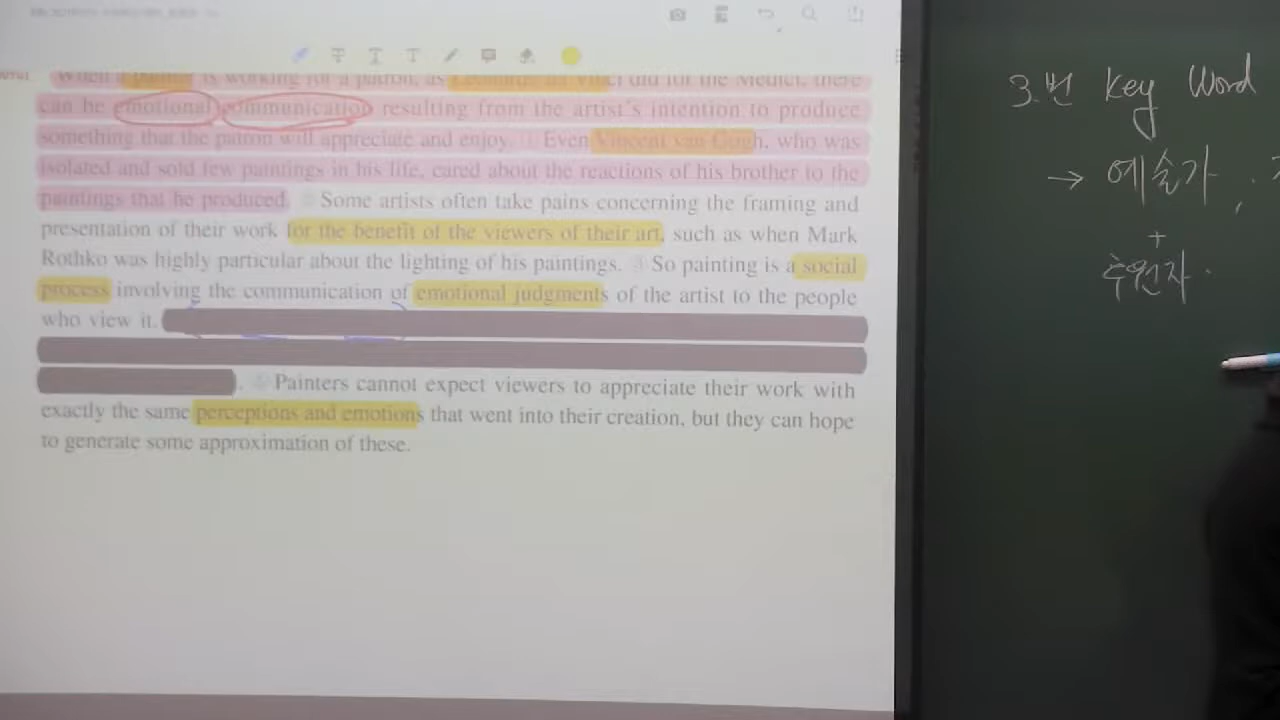 When a painter is working for a patron, as Leonardo da Vinci did for the Medici, there
can be emotional communication resulting from the artist's intention to produce
something that the patron will appreciate and enjoy. Even Vincent van Gogh, who was
isolated and sold few paintings in his life, cared about the reactions of his brother to the
paintings that he produced. Some artists often take pains concerning the framing and
presentation of their work for the benefit of the viewers of their art, such as when Mark
Rothko was highly particular about the lighting of his paintings. So painting is a social
process involving the communication of emotional judgments of the artist to the people
who view it.
. Painters cannot expect viewers to appreciate their work with
exactly the same perceptions and emotions that went into their creation, but they can hope
to generate some approximation of these.
3.번 Key Word
→ 예술가,
+
후원자